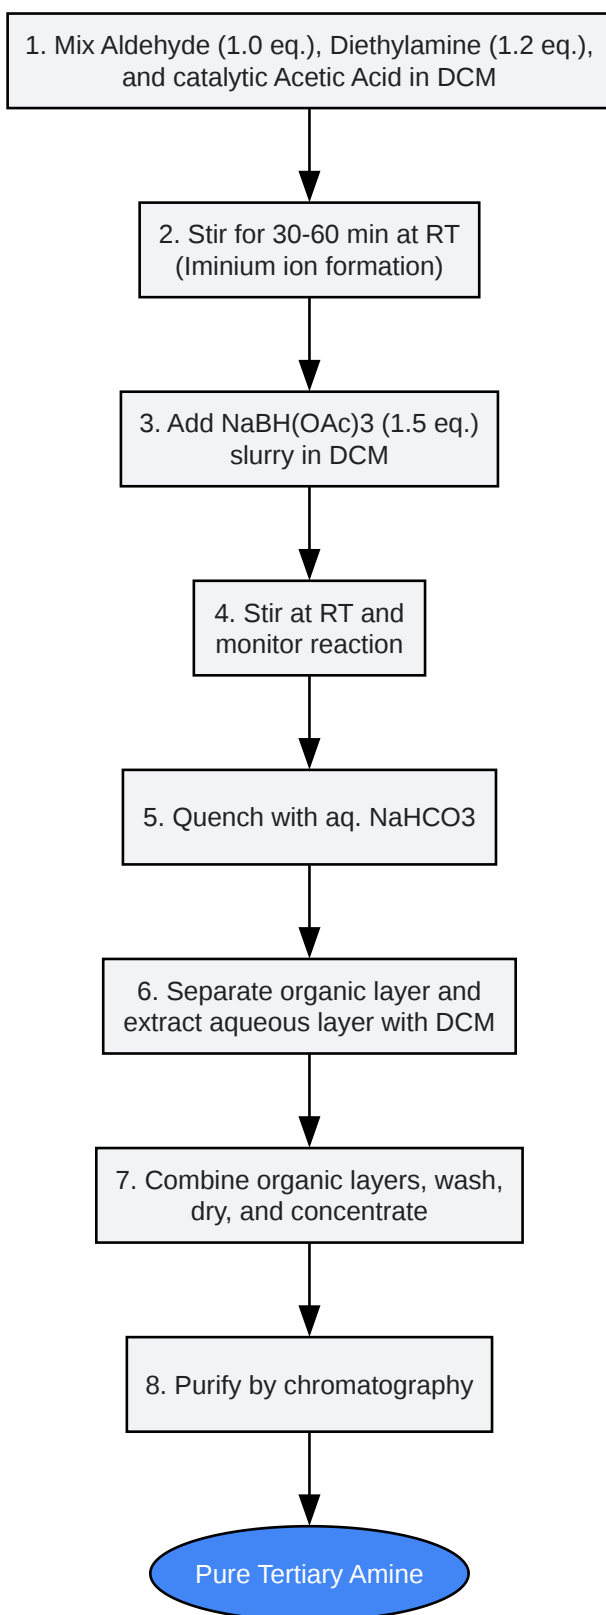 1. Mix Aldehyde (1.0 eq.), Diethylamine (1.2 eq.),
and catalytic Acetic Acid in DCM
2. Stir for 30-60 min at RT
(Iminium ion formation)
3. Add NaBH(OAc)3 (1.5 eq.)
slurry in DCM
4. Stir at RT and
monitor reaction
5. Quench with aq. NaHCO3
6. Separate organic layer and
extract aqueous layer with DCM
7. Combine organic layers, wash,
dry, and concentrate
8. Purify by chromatography
Pure Tertiary Amine